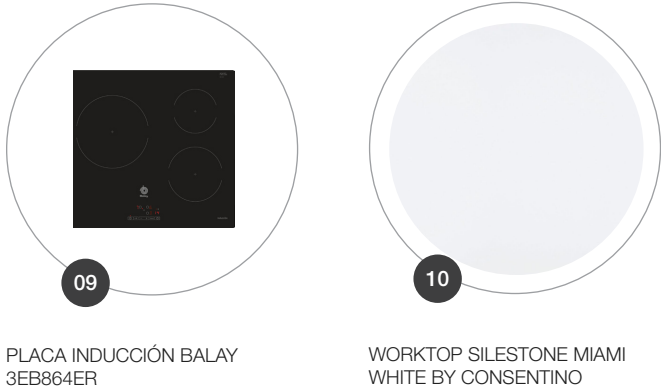 09
10
PLACA INDUCCIÓN BALAY
3EB864ER
WORKTOP SILESTONE MIAMI
WHITE BY CONSENTINO